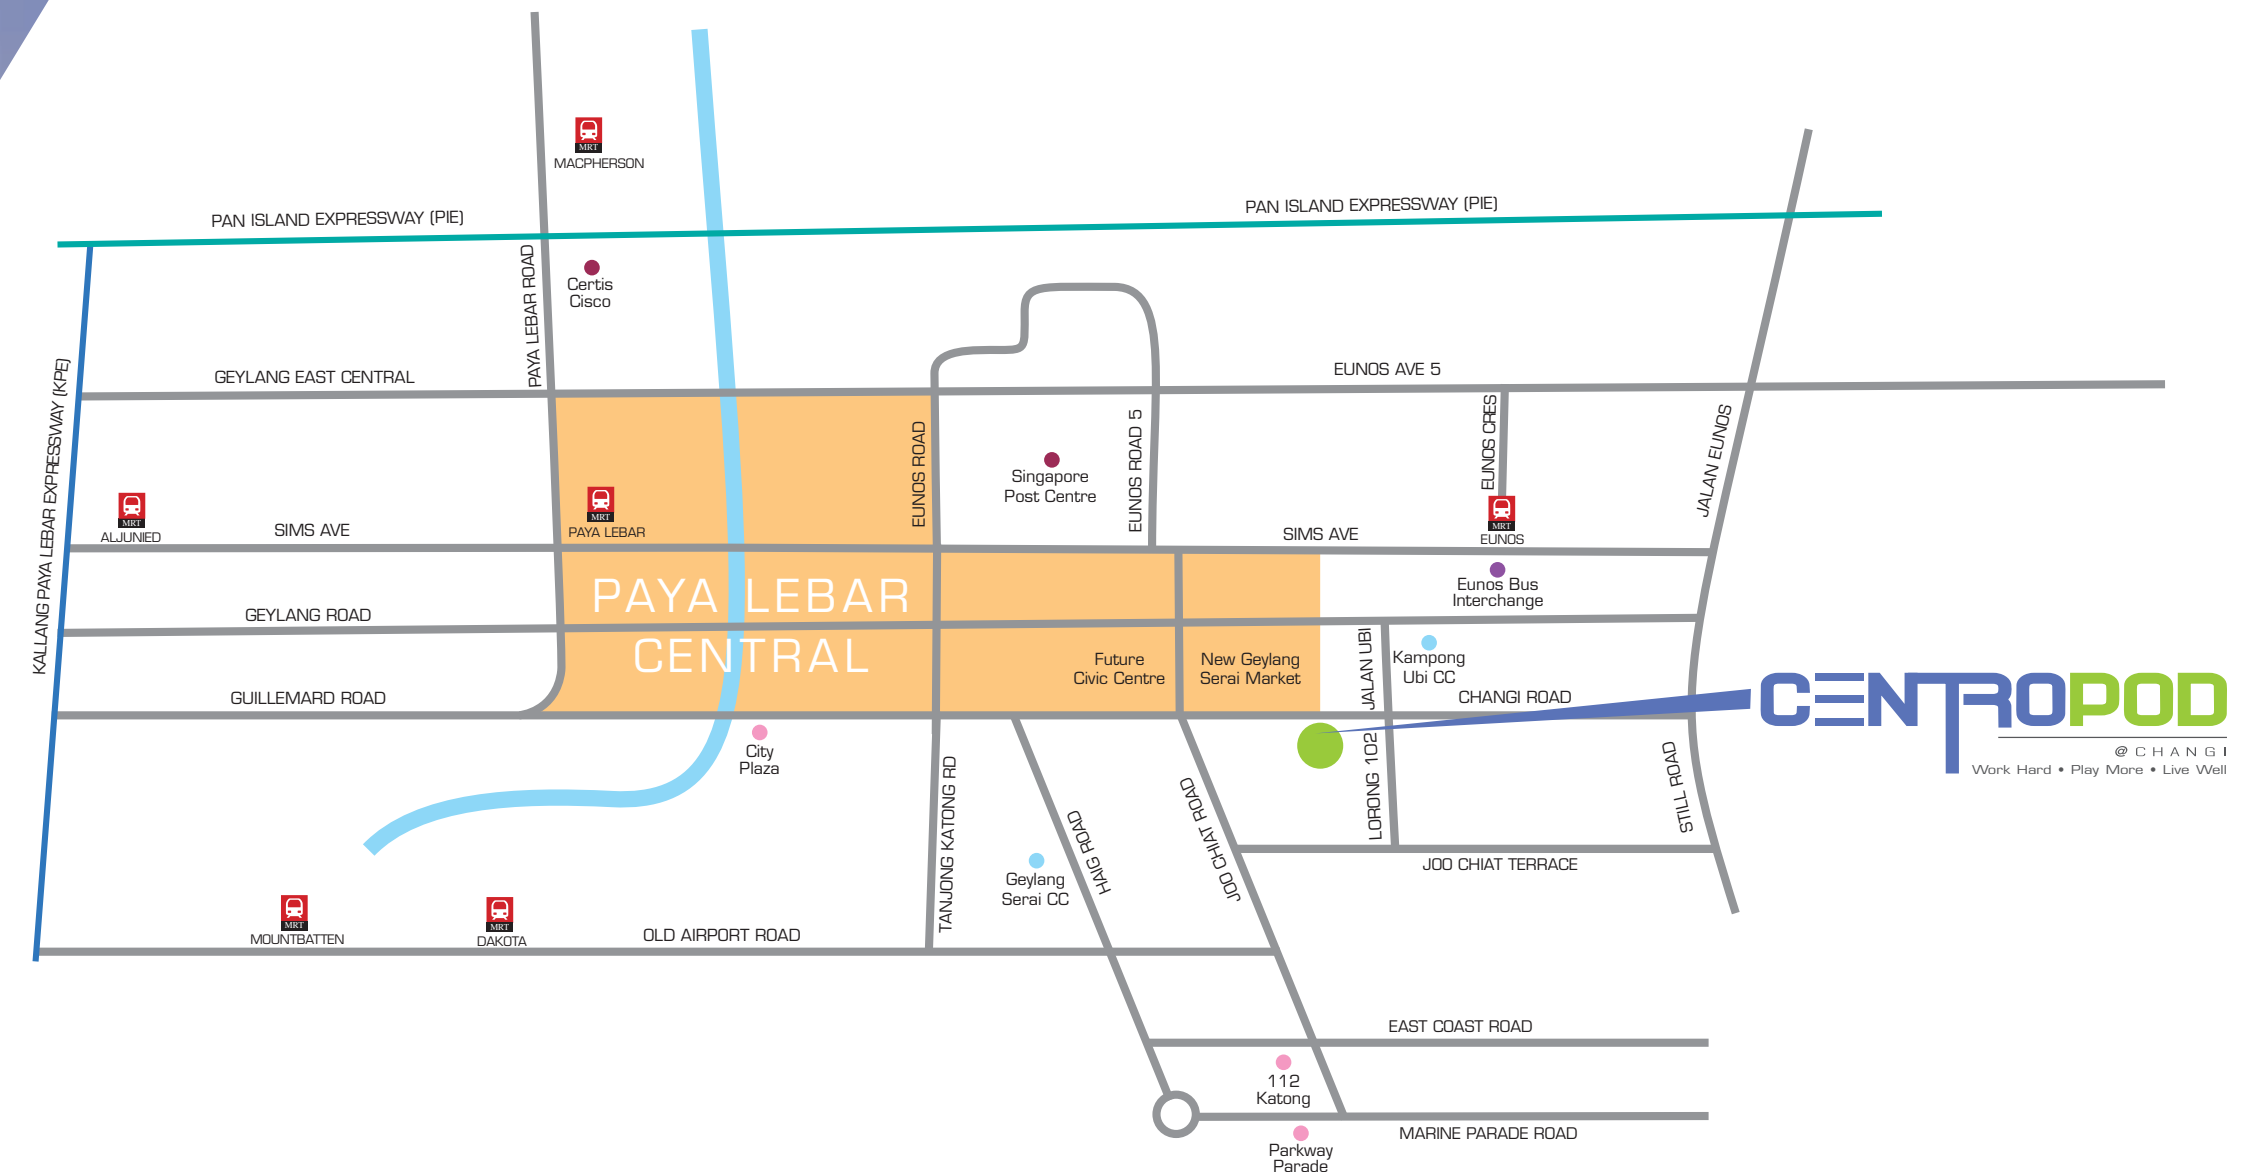 MRT
MACPHERSON
PAN ISLAND EXPRESSWAY (PIE)
PAN ISLAND EXPRESSWAY (PIE)
PAYA LEBAR ROAD
Certis
Cisco
KALLANG PAYA LEBAR EXPRESSWAY (KPE)
GEYLANG EAST CENTRAL
EUNOS AVE 5
EUNOS ROAD
Singapore
Post Centre
EUNOS ROAD 5
EUNOS CRES
JALAN EUNOS
MRT
ALJUNIED
SIMS AVE
MRT
PAYA LEBAR
SIMS AVE
MRT
EUNOS
Eunos Bus
Interchange
PAYA LEBAR
CENTRAL
GEYLANG ROAD
Future
Civic Centre
New Geylang
Serai Market
JALAN UBI
Kampong
Ubi CC
GUILLEMARD ROAD
CHANGI ROAD
CENTROPOD
@CHANGI
Work Hard • Play More • Live Well
City
Plaza
TANJONG KATONG RD
HAIG ROAD
JOO CHIAT ROAD
LORONG 102
STILL ROAD
Geylang
Serai CC
JOO CHIAT TERRACE
MRT
MOUNTBATTEN
MRT
DAKOTA
OLD AIRPORT ROAD
EAST COAST ROAD
112
Katong
MARINE PARADE ROAD
Parkway
Parade